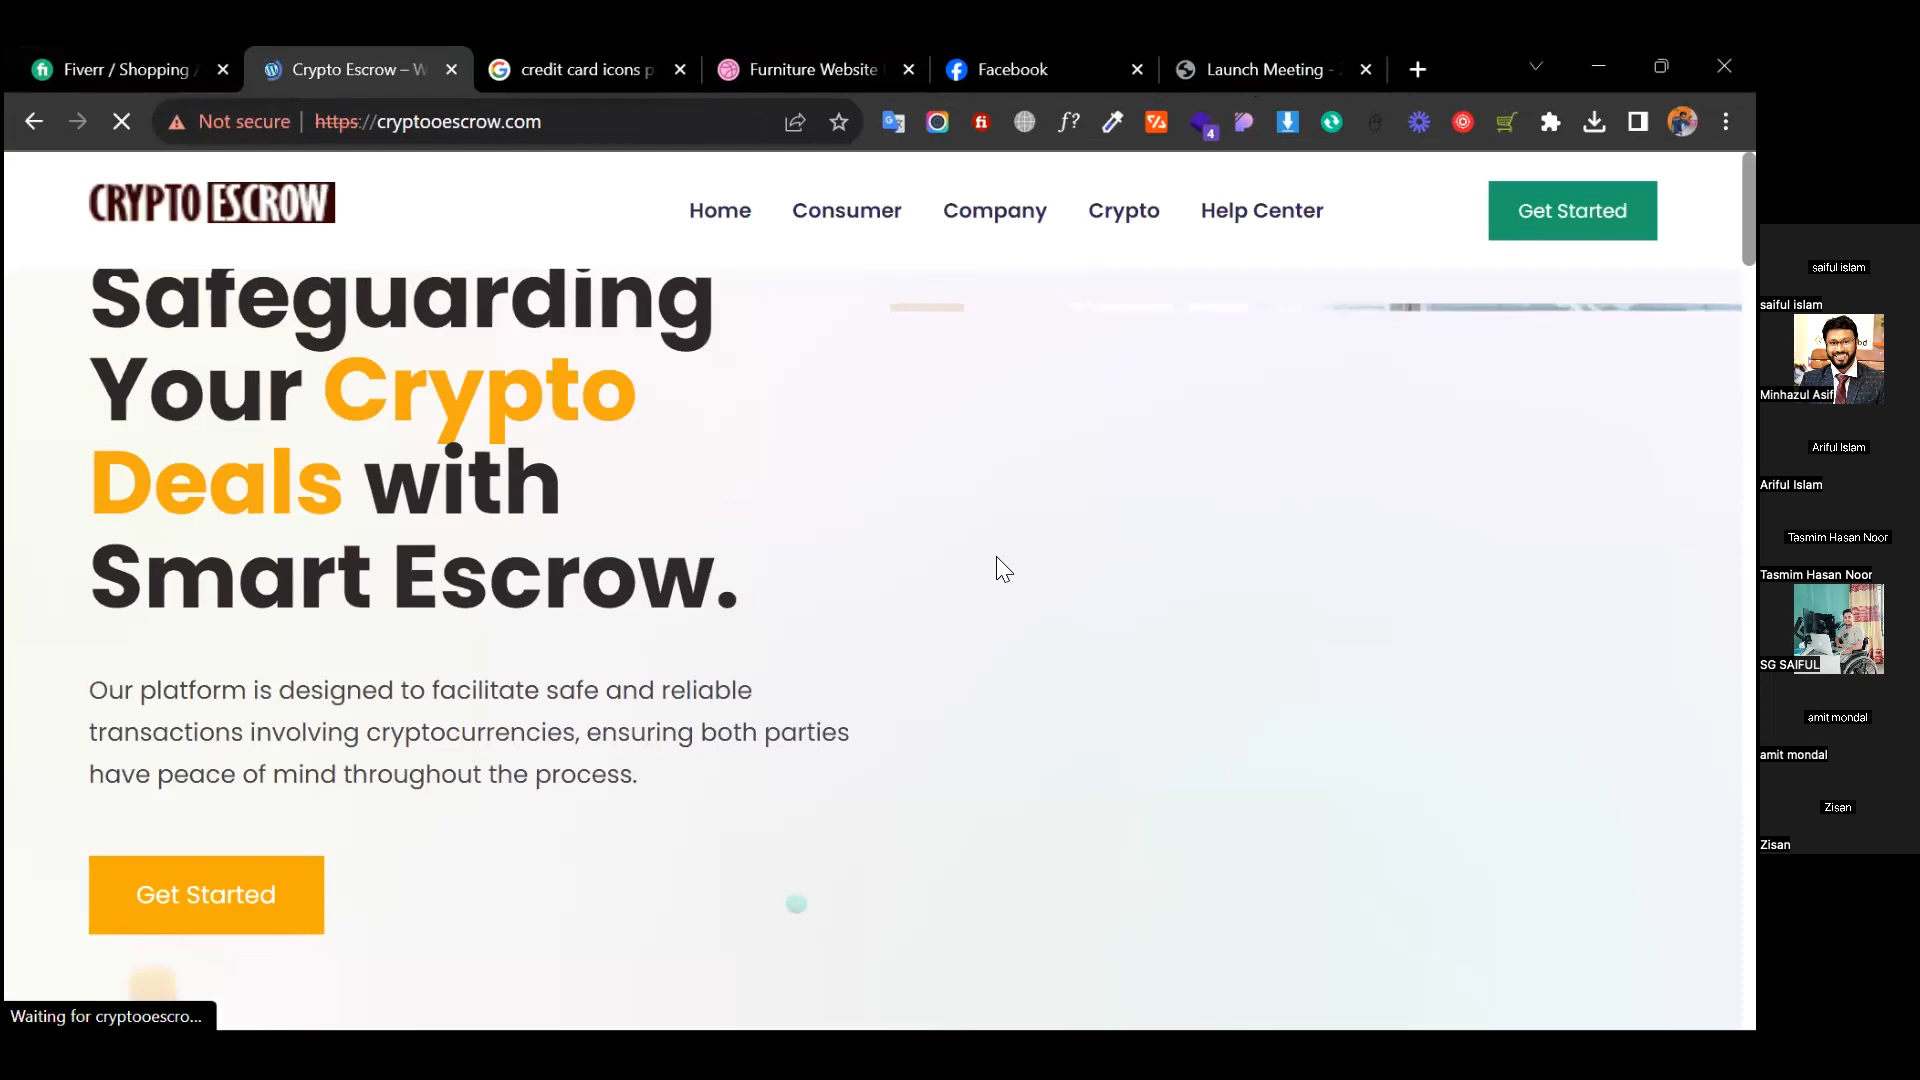 Fiverr / Shopping /
Crypto Escrow – W
credit card icons p
Furniture Website
Facebook
Launch Meeting -
Not secure
https://cryptooescrow.com
4
CRYPTO ESCROW
Home
Consumer
Company
Crypto
Help Center
Get Started
Safeguarding
Your Crypto
Deals with
Smart Escrow.
Our platform is designed to facilitate safe and reliable
transactions involving cryptocurrencies, ensuring both parties
have peace of mind throughout the process.
Get Started
Waiting for cryptooescro...
saiful islam
saiful islam
Minhazul Asif
Ariful Islam
Ariful Islam
Tasmim Hasan Noor
Tasmim Hasan Noor
SG SAIFUL
amit mondal
amit mondal
Zisan
Zisan